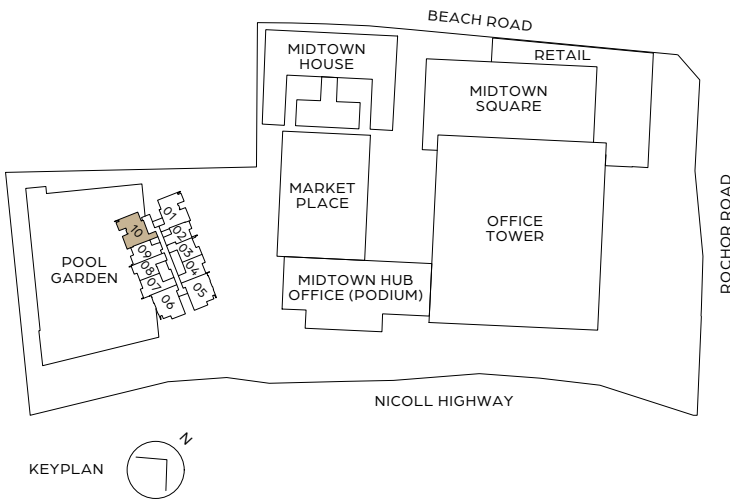 BEACH ROAD
MIDTOWN
HOUSE
RETAIL
MIDTOWN
SQUARE
ROCHOR ROAD
MARKET
PLACE
OFFICE
TOWER
01
02
03
04
05
10
09
08
07
06
POOL
GARDEN
MIDTOWN HUB
OFFICE (PODIUM)
NICOLL HIGHWAY
N
KEYPLAN